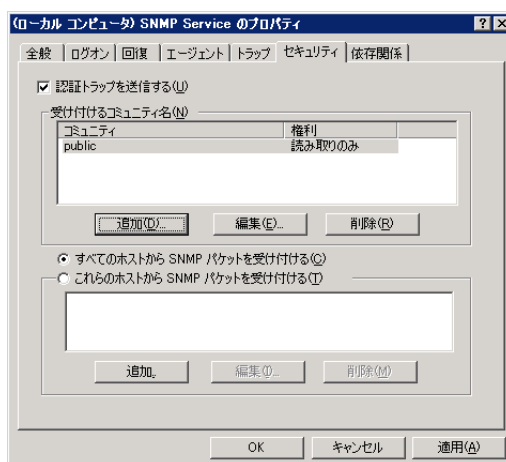 (ローカル コンピュータ) SNMP Service のプロパティ
全般 ログオン 回復 エージェント トラップ セキュリティ 依存関係
認証トラップを送信する(U)
受け付けるコミュニティ名(N)
コミュニティ 権利
public 読み取りのみ
追加(D)... 編集(E)... 削除(R)
すべてのホストから SNMP パケットを受け付ける(C)
これらのホストから SNMP パケットを受け付ける(T)
追加... 編集(I)... 削除(M)
OK キャンセル 適用(A)